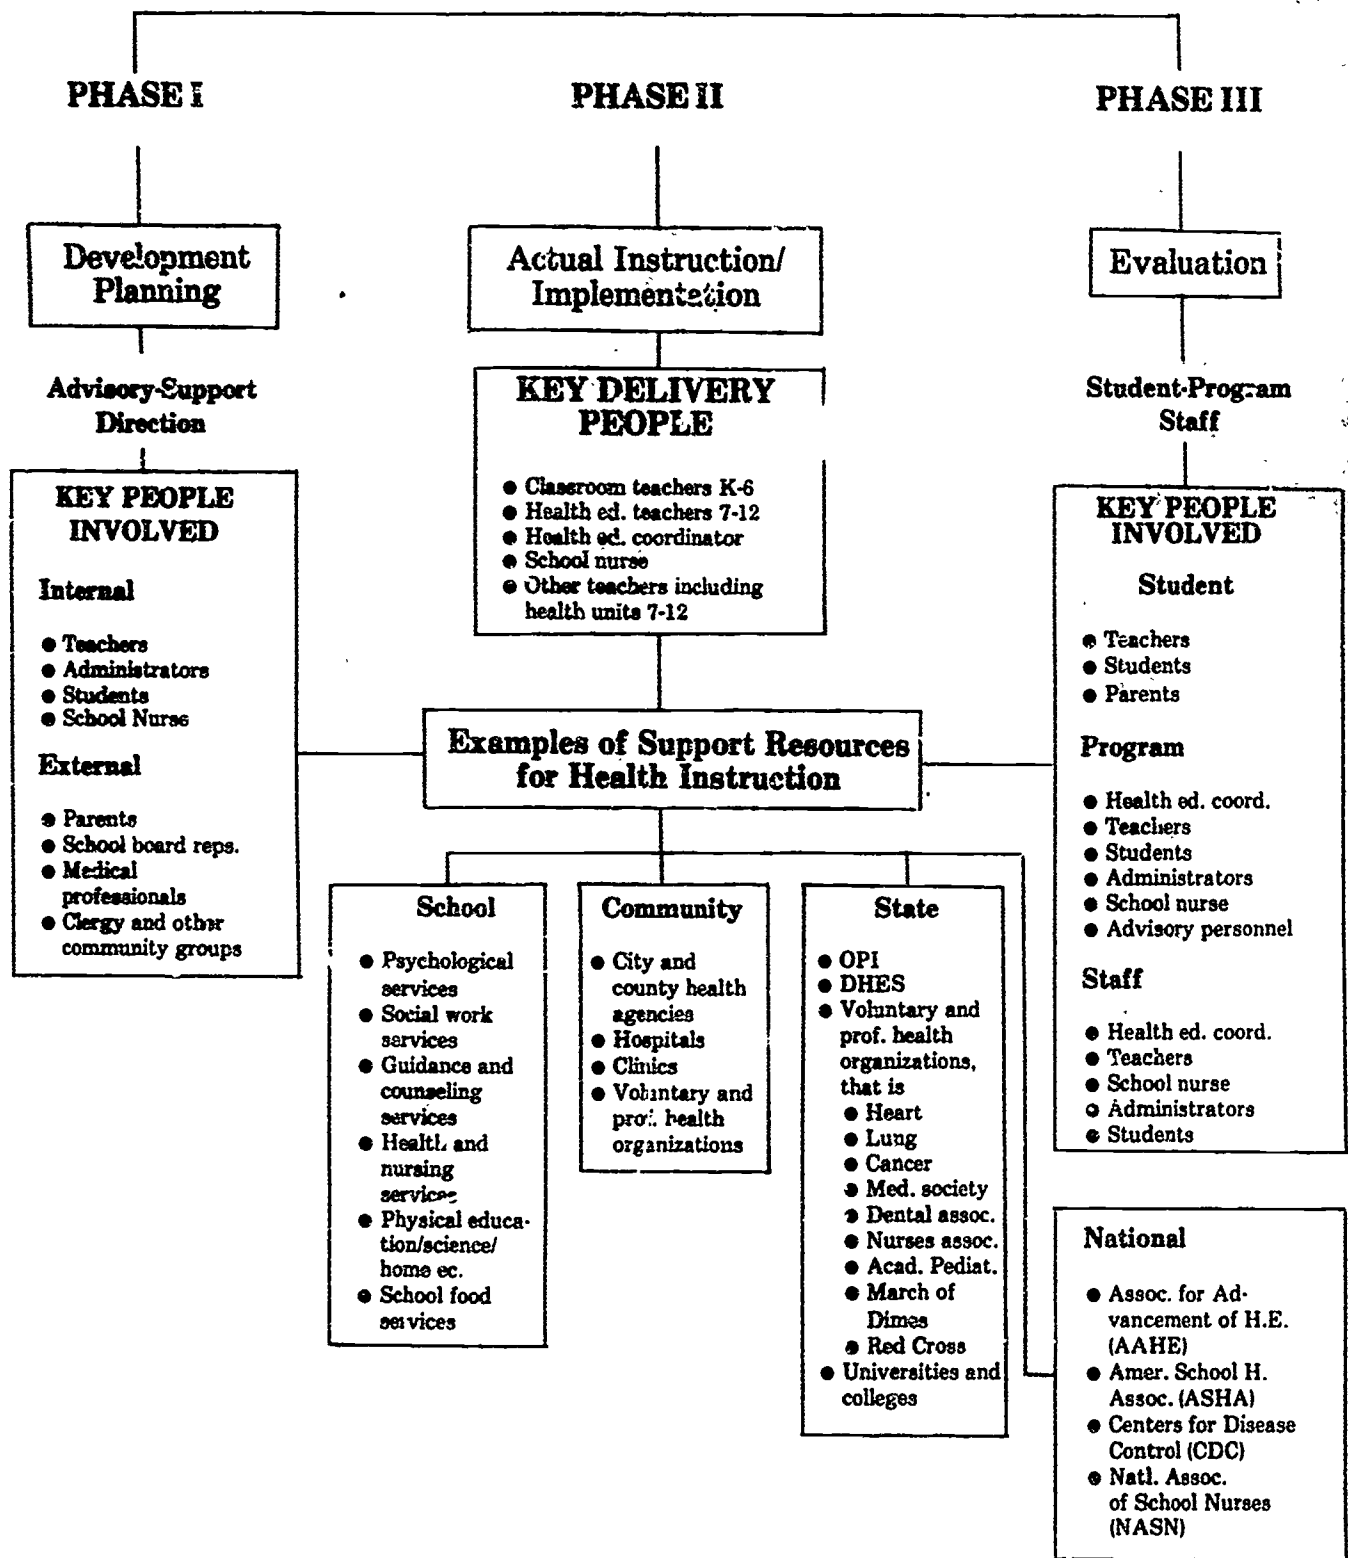 PHASE I
PHASE II
PHASE III
Development
Planning
Actual Instruction/
Implementation
Evaluation
Advisory-Support
Direction
KEY DELIVERY
PEOPLE
● Classroom teachers K-6
● Health ed. teachers 7-12
● Health ed. coordinator
● School nurse
● Other teachers including
health units 7-12
Student-Program
Staff
KEY PEOPLE
INVOLVED
Internal
● Teachers
● Administrators
● Students
● School Nurse
External
● Parents
● School board reps.
● Medical
professionals
● Clergy and other
community groups
KEY PEOPLE
INVOLVED
Student
● Teachers
● Students
● Parents
Program
● Health ed. coord.
● Teachers
● Students
● Administrators
● School nurse
● Advisory personnel
Staff
● Health ed. coord.
● Teachers
● School nurse
● Administrators
● Students
Examples of Support Resources
for Health Instruction
School
● Psychological
services
● Social work
services
● Guidance and
counseling
services
● Health and
nursing
services
● Physical educa-
tion/science/
home ec.
● School food
services
Community
● City and
county health
agencies
● Hospitals
● Clinics
● Voluntary and
prof. health
organizations
State
● OPI
● DHES
● Voluntary and
prof. health
organizations,
that is
● Heart
● Lung
● Cancer
● Med. society
● Dental assoc.
● Nurses assoc.
● Acad. Pediat.
● March of
Dimes
● Red Cross
● Universities and
colleges
National
● Assoc. for Ad-
vancement of H.E.
(AAHE)
● Amer. School H.
Assoc. (ASHA)
● Centers for Disease
Control (CDC)
● Natl. Assoc.
of School Nurses
(NASN)